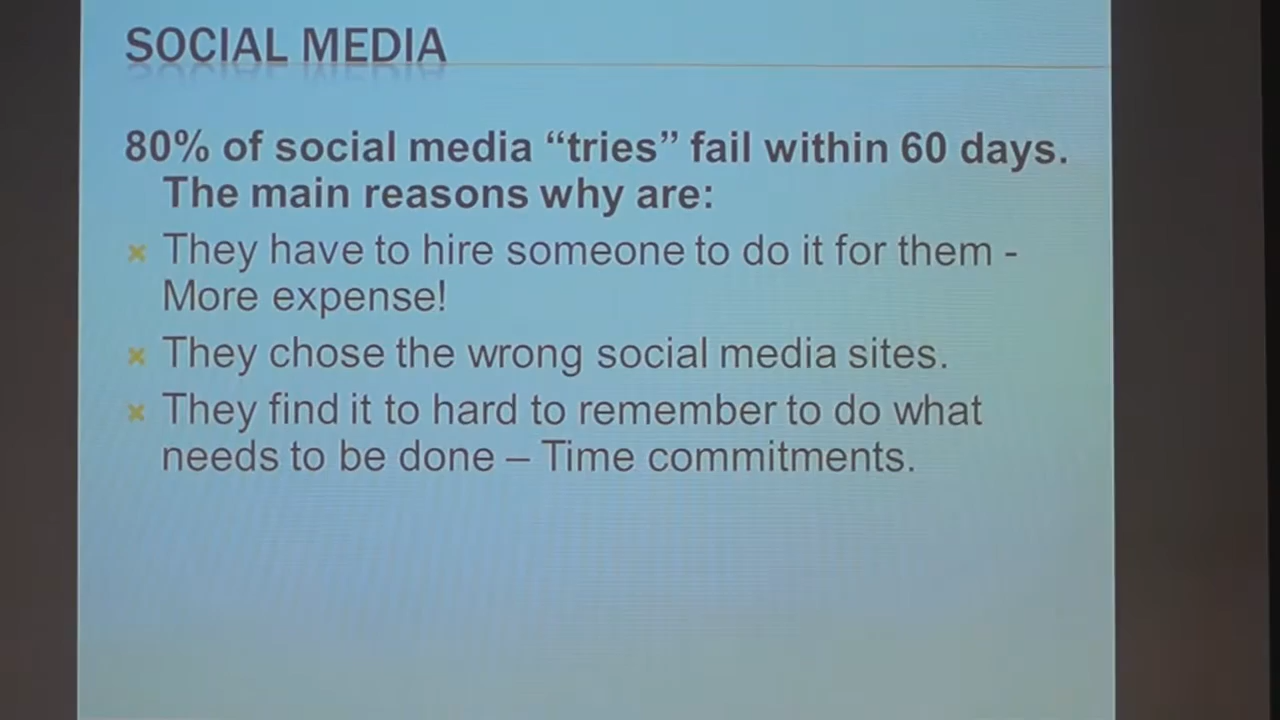 SOCIAL MEDIA
80% of social media “tries” fail within 60 days.
The main reasons why are:
They have to hire someone to do it for them -
More expense!
They chose the wrong social media sites.
They find it to hard to remember to do what
needs to be done – Time commitments.